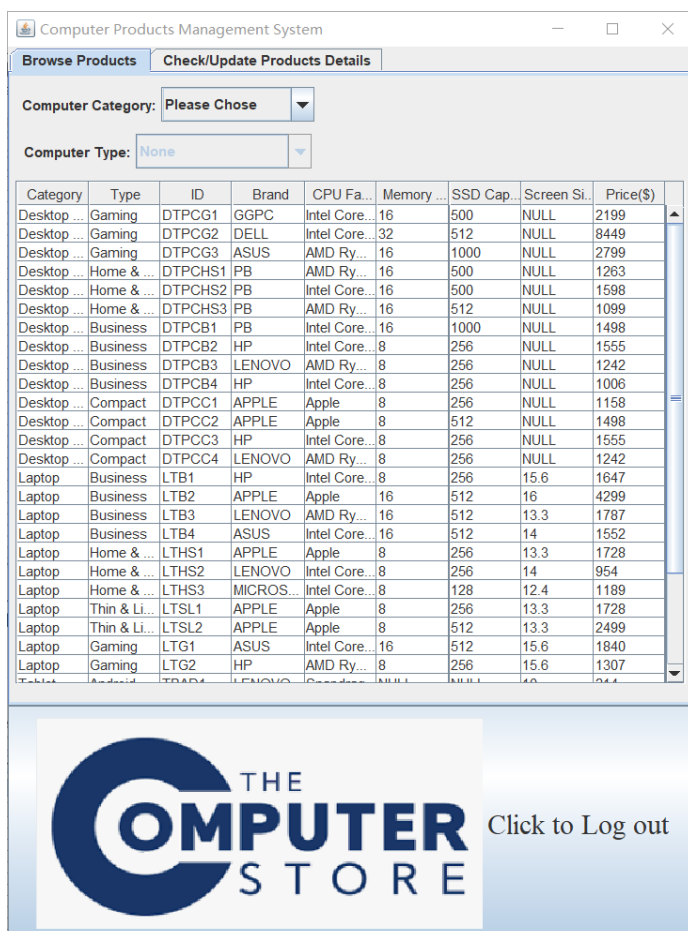 Computer Products Management System
Browse Products Check/Update Products Details
Computer Category: Please Chose
Computer Type: None
Category Type ID Brand CPU Fa... Memory ... SSD Cap... Screen Si... Price($)
Desktop ... Gaming DTPCG1 GGPC Intel Core... 16 500 NULL 2199
Desktop ... Gaming DTPCG2 DELL Intel Core... 32 512 NULL 8449
Desktop ... Gaming DTPCG3 ASUS AMD Ry... 16 1000 NULL 2799
Desktop ... Home & ... DTPCHS1 PB Intel Core... 16 500 NULL 1263
Desktop ... Home & ... DTPCHS2 PB AMD Ry... 16 500 NULL 1598
Desktop ... Home & ... DTPCHS3 PB AMD Ry... 16 512 NULL 1099
Desktop ... Business DTPCB1 PB Intel Core... 16 1000 NULL 1498
Desktop ... Business DTPCB2 HP Intel Core... 8 256 NULL 1555
Desktop ... Business DTPCB3 LENOVO AMD Ry... 8 256 NULL 1242
Desktop ... Business DTPCB4 HP Intel Core... 8 256 NULL 1006
Desktop ... Compact DTPCC1 APPLE Apple 8 256 NULL 1158
Desktop ... Compact DTPCC2 APPLE Apple 8 512 NULL 1498
Desktop ... Compact DTPCC3 HP Intel Core... 8 256 NULL 1555
Desktop ... Compact DTPCC4 LENOVO AMD Ry... 8 256 NULL 1242
Laptop Business LTB1 HP Intel Core... 8 256 15.6 1647
Laptop Business LTB2 APPLE Apple 16 512 16 4299
Laptop Business LTB3 LENOVO AMD Ry... 16 512 13.3 1787
Laptop Business LTB4 ASUS Intel Core... 16 512 14 1552
Laptop Home & ... LTHS1 APPLE Apple 8 256 13.3 1728
Laptop Home & ... LTHS2 LENOVO Intel Core... 8 256 14 954
Laptop Home & ... LTHS3 MICROS... Intel Core... 8 128 12.4 1189
Laptop Thin & Li... LTSL1 APPLE Apple 8 256 13.3 1728
Laptop Thin & Li... LTSL2 APPLE Apple 8 512 13.3 2499
Laptop Gaming LTG1 ASUS Intel Core... 16 512 15.6 1840
Laptop Gaming LTG2 HP AMD Ry... 8 256 15.6 1307
THE
COMPUTER
STORE
Click to Log out